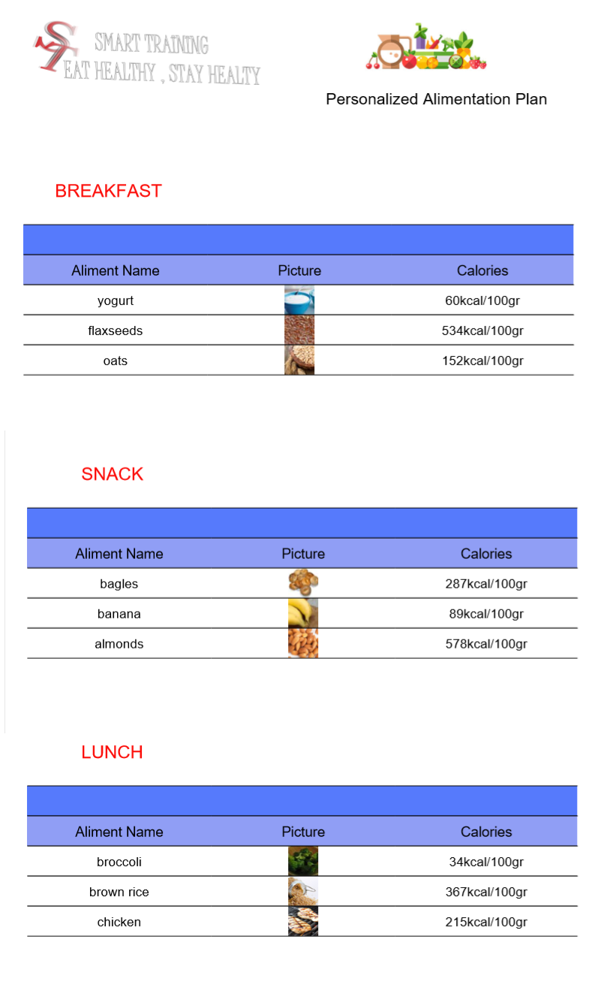 SMART TRAINING
EAT HEALTHY , STAY HEALTY
Personalized Alimentation Plan
BREAKFAST
Aliment Name Picture Calories
yogurt 60kcal/100gr
flaxseeds 534kcal/100gr
oats 152kcal/100gr
SNACK
Aliment Name Picture Calories
bagles 287kcal/100gr
banana 89kcal/100gr
almonds 578kcal/100gr
LUNCH
Aliment Name Picture Calories
broccoli 34kcal/100gr
brown rice 367kcal/100gr
chicken 215kcal/100gr